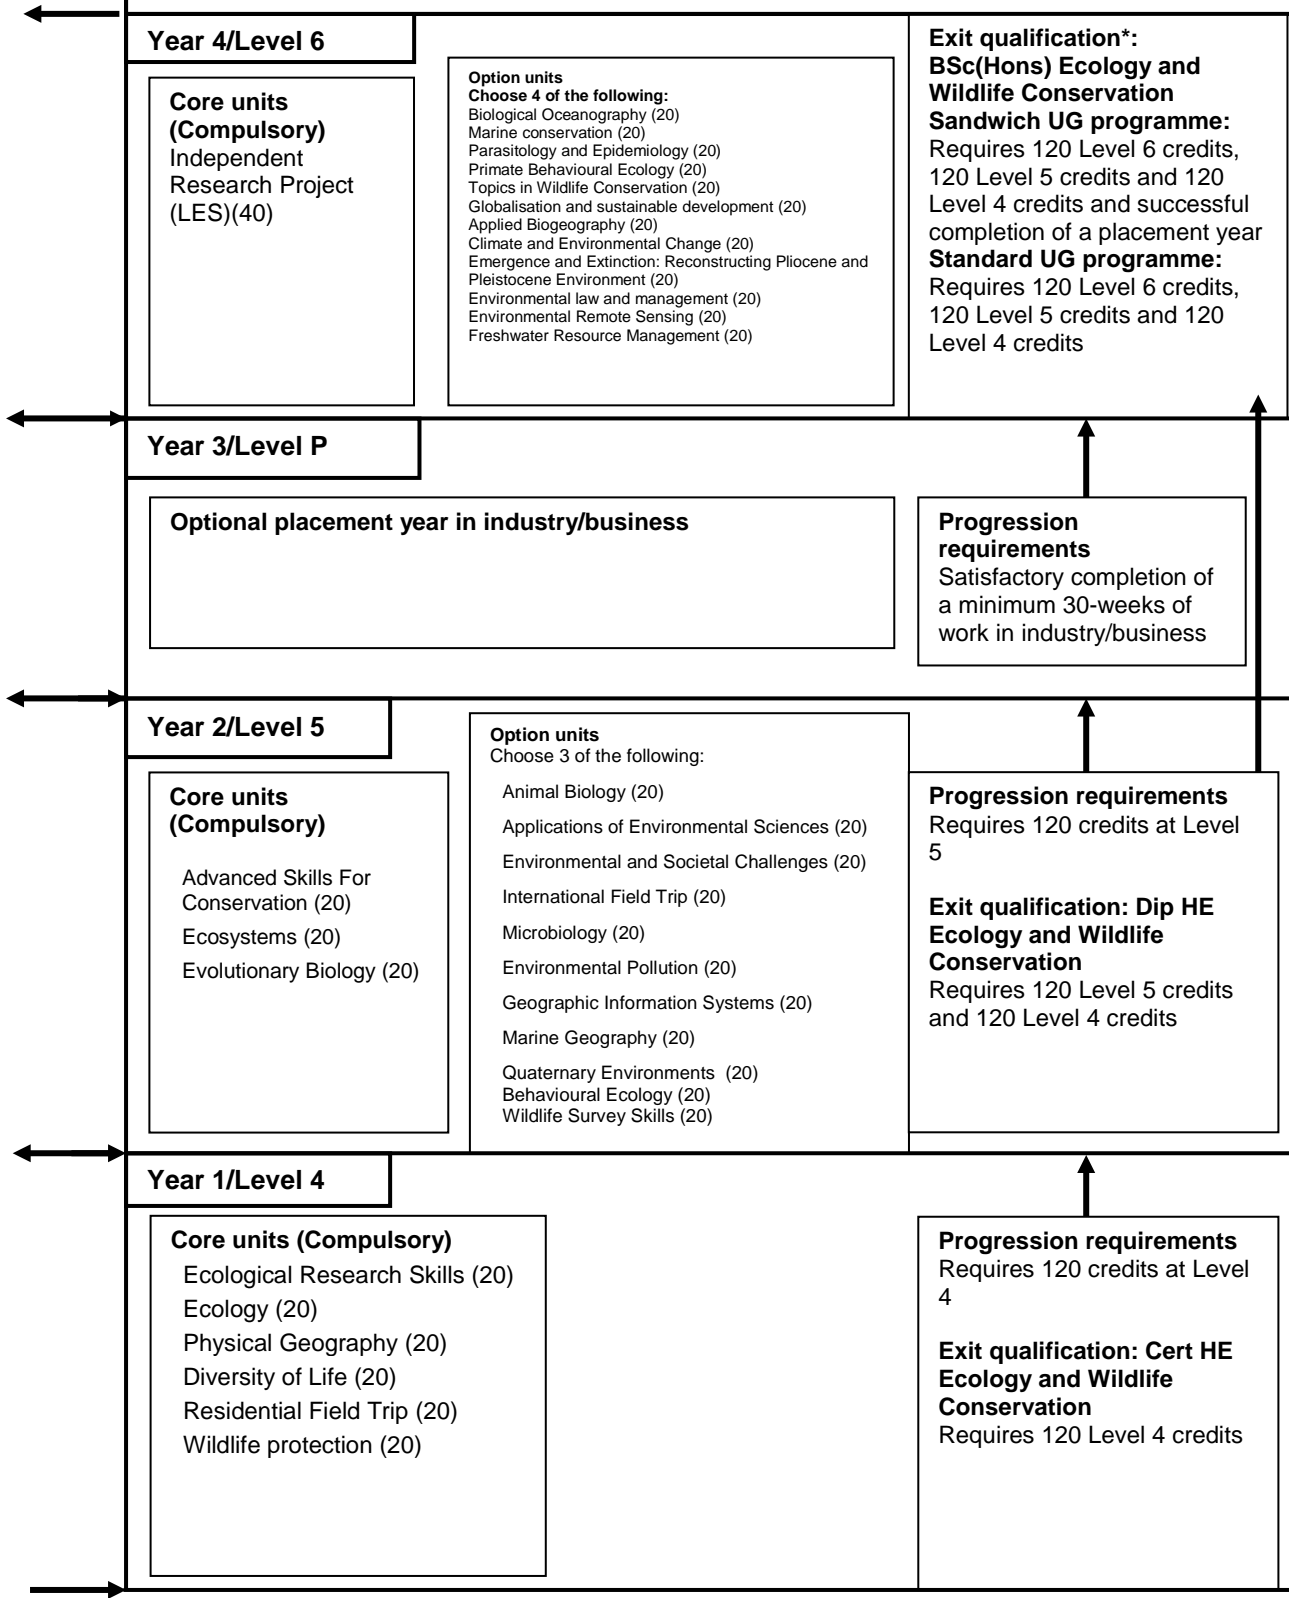 Year 4/Level 6
Core units
(Compulsory)
Independent
Research Project
(LES)(40)
Option units
Choose 4 of the following:
Biological Oceanography (20)
Marine conservation (20)
Parasitology and Epidemiology (20)
Primate Behavioural Ecology (20)
Topics in Wildlife Conservation (20)
Globalisation and sustainable development (20)
Applied Biogeography (20)
Climate and Environmental Change (20)
Emergence and Extinction: Reconstructing Pliocene and
Pleistocene Environment (20)
Environmental law and management (20)
Environmental Remote Sensing (20)
Freshwater Resource Management (20)
Exit qualification*:
BSc(Hons) Ecology and
Wildlife Conservation
Sandwich UG programme:
Requires 120 Level 6 credits,
120 Level 5 credits and 120
Level 4 credits and successful
completion of a placement year
Standard UG programme:
Requires 120 Level 6 credits,
120 Level 5 credits and 120
Level 4 credits
Year 3/Level P
Optional placement year in industry/business
Progression
requirements
Satisfactory completion of
a minimum 30-weeks of
work in industry/business
Year 2/Level 5
Core units
(Compulsory)
Advanced Skills For
Conservation (20)
Ecosystems (20)
Evolutionary Biology (20)
Option units
Choose 3 of the following:
Animal Biology (20)
Applications of Environmental Sciences (20)
Environmental and Societal Challenges (20)
International Field Trip (20)
Microbiology (20)
Environmental Pollution (20)
Geographic Information Systems (20)
Marine Geography (20)
Quaternary Environments (20)
Behavioural Ecology (20)
Wildlife Survey Skills (20)
Progression requirements
Requires 120 credits at Level
5
Exit qualification: Dip HE
Ecology and Wildlife
Conservation
Requires 120 Level 5 credits
and 120 Level 4 credits
Year 1/Level 4
Core units (Compulsory)
Ecological Research Skills (20)
Ecology (20)
Physical Geography (20)
Diversity of Life (20)
Residential Field Trip (20)
Wildlife protection (20)
Progression requirements
Requires 120 credits at Level
4
Exit qualification: Cert HE
Ecology and Wildlife
Conservation
Requires 120 Level 4 credits